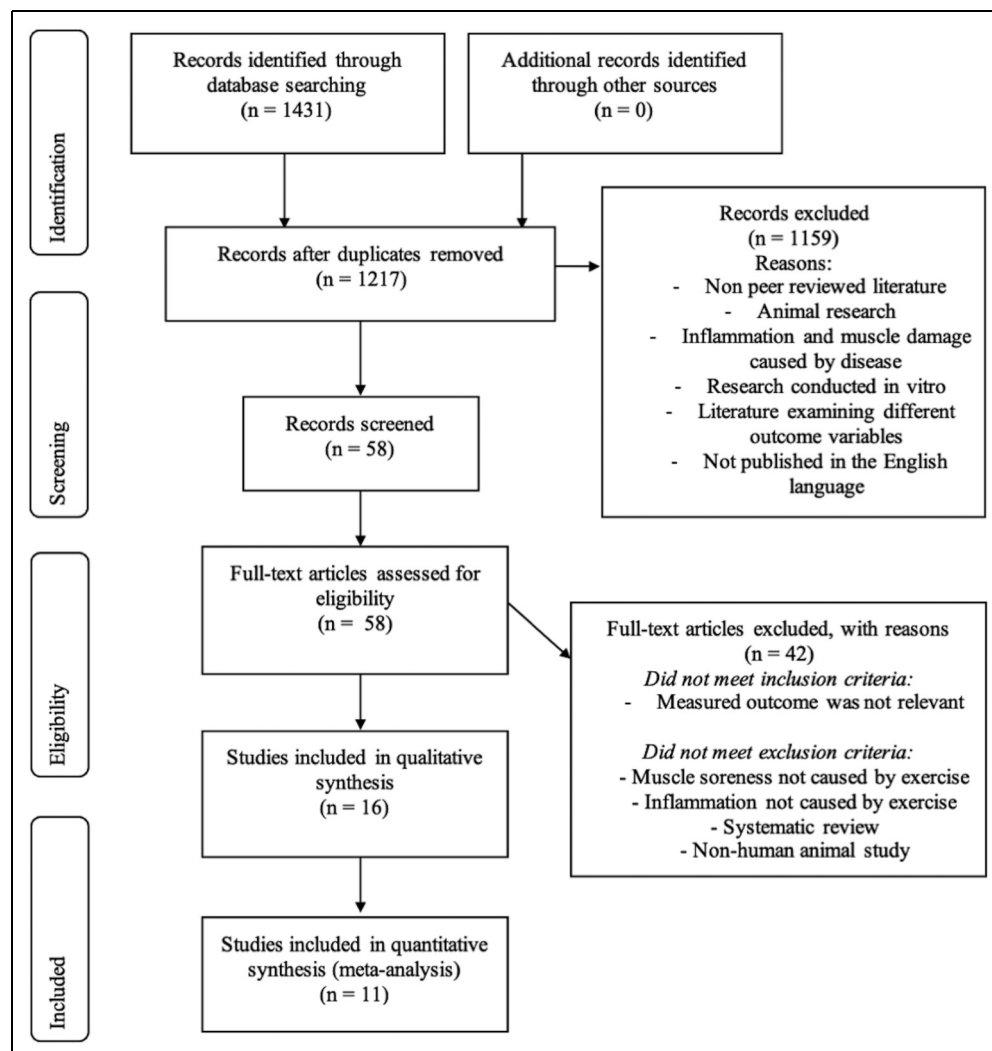 Identification
Records identified through
database searching
(n = 1431)
Additional records identified
through other sources
(n = 0)
Records after duplicates removed
(n = 1217)
Records excluded
(n = 1159)
Reasons:
- Non peer reviewed literature
- Animal research
- Inflammation and muscle damage
caused by disease
- Research conducted in vitro
- Literature examining different
outcome variables
- Not published in the English
language
Screening
Records screened
(n = 58)
Eligibility
Full-text articles assessed for
eligibility
(n = 58)
Full-text articles excluded, with reasons
(n = 42)
Did not meet inclusion criteria:
- Measured outcome was not relevant
Did not meet exclusion criteria:
- Muscle soreness not caused by exercise
- Inflammation not caused by exercise
- Systematic review
- Non-human animal study
Studies included in qualitative
synthesis
(n = 16)
Included
Studies included in quantitative
synthesis (meta-analysis)
(n = 11)